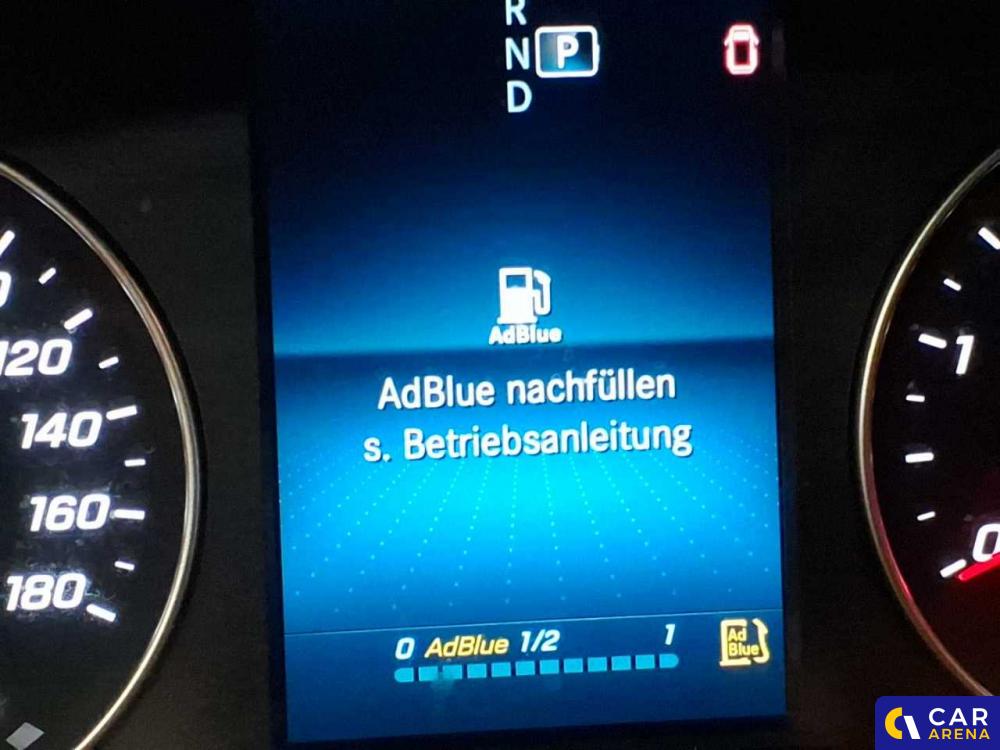 R
N P
D
AdBlue
AdBlue nachfüllen
s. Betriebsanleitung
120
140
160
180
1
0
0 AdBlue 1/2 1
Ad
Blue
CAR
ARENA